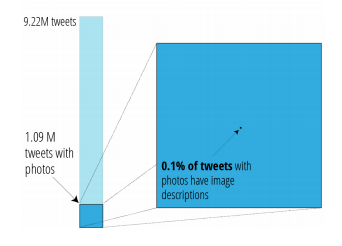 9.22M tweets
1.09 M
tweets with
photos
0.1% of tweets with
photos have image
descriptions